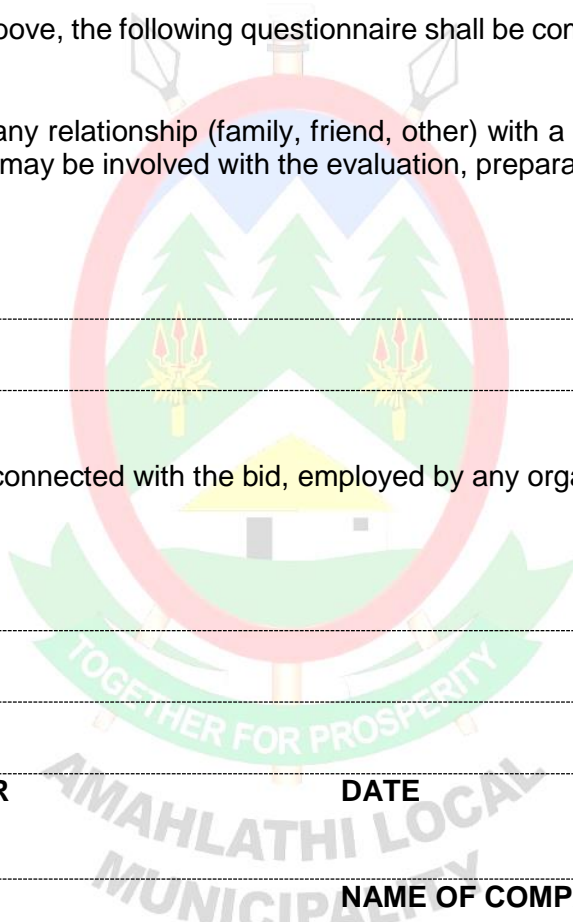 bove, the following questionnaire shall be con
any relationship (family, friend, other) with a
may be involved with the evaluation, prepara
connected with the bid, employed by any orga
TOGETHER FOR PROSPERITY
R DATE
AMAHLATHI LOCAL
MUNICIPALITY
NAME OF COMP